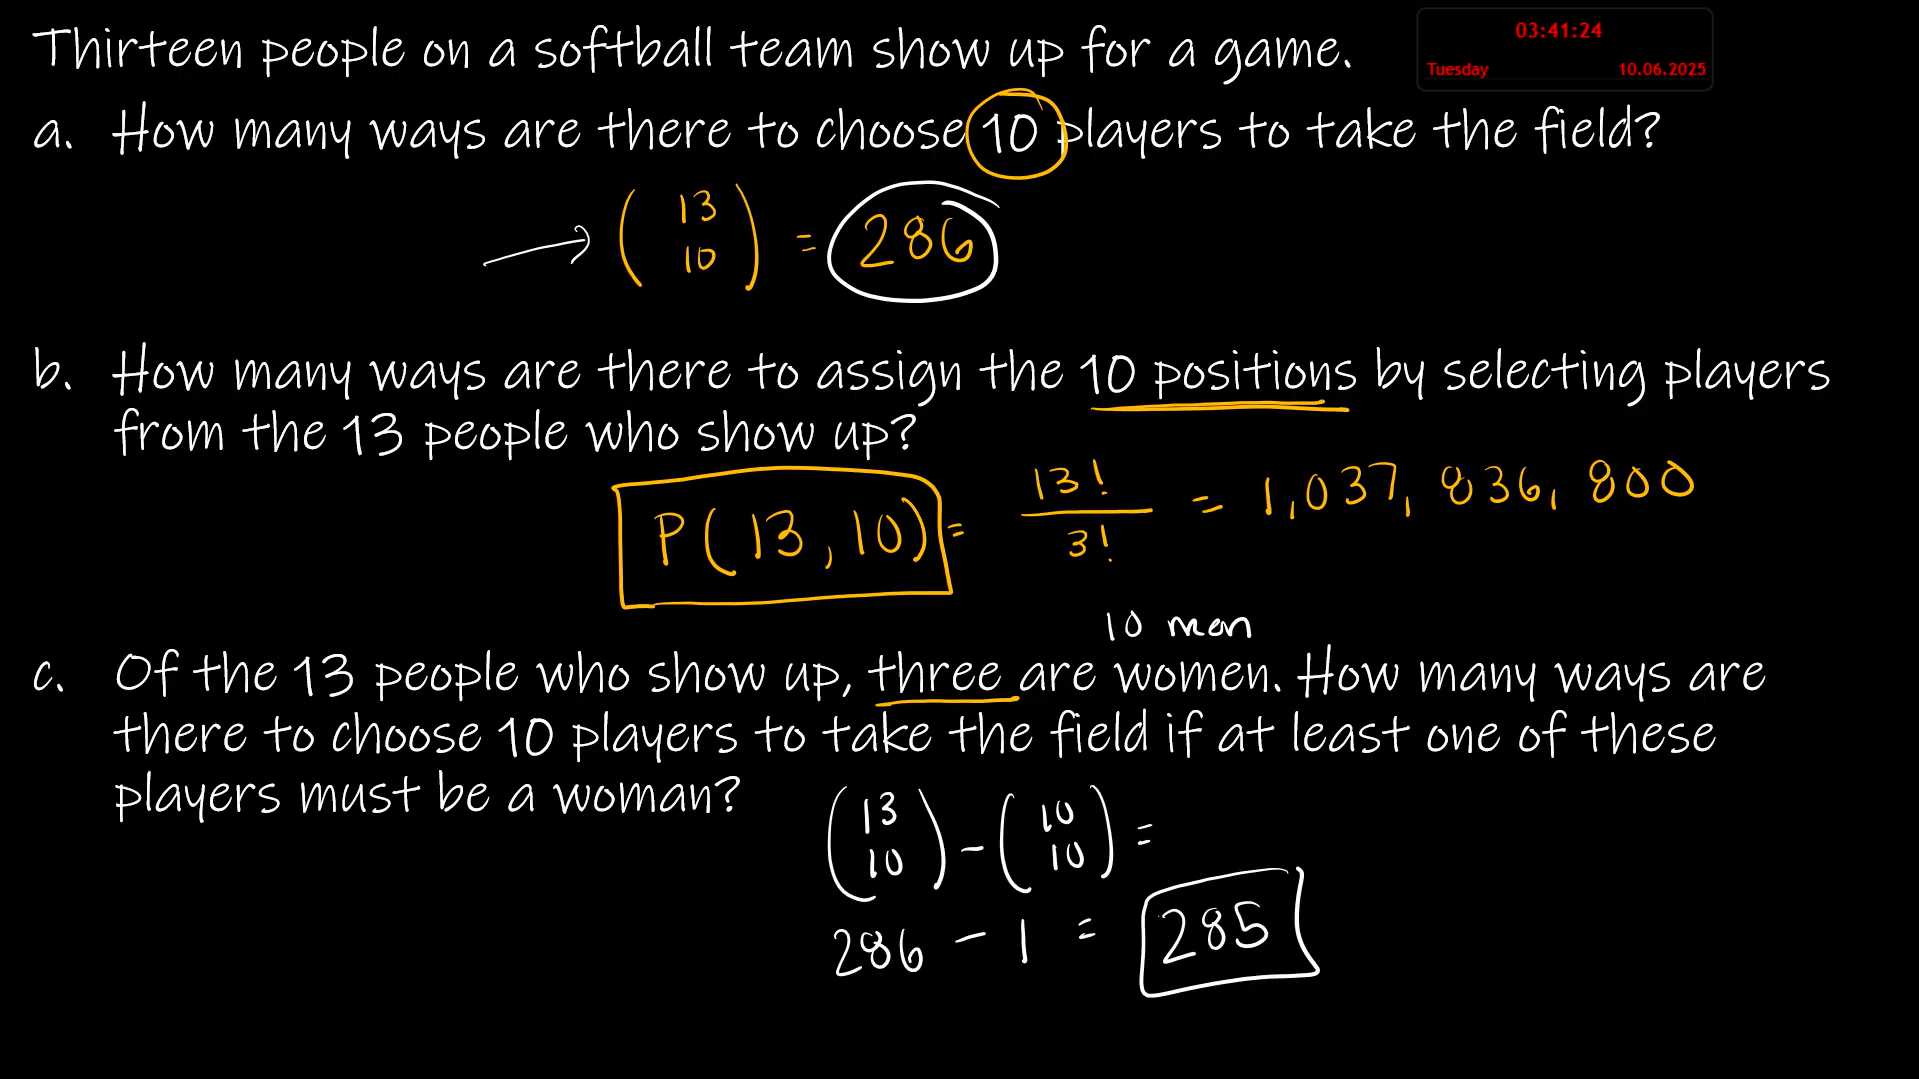 Thirteen people on a softball team show up for a game.
03:41:24
Tuesday 10.06.2025
a. How many ways are there to choose 10 players to take the field?
→ (13 10) = 286
b. How many ways are there to assign the 10 positions by selecting players
from the 13 people who show up?
P(13, 10) = 13! / 3! = 1,037,836,800
10 men
c. Of the 13 people who show up, three are women. How many ways are
there to choose 10 players to take the field if at least one of these
players must be a woman?
(13 10) - (10 10) =
286 - 1 = 285